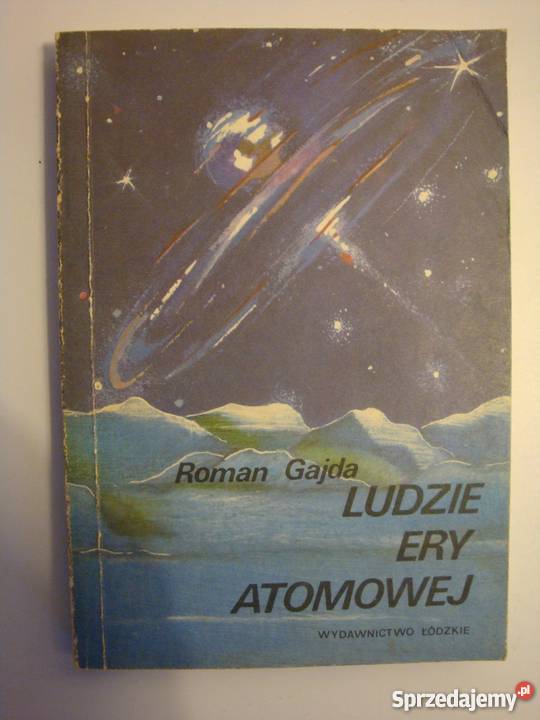 Roman Gajda
LUDZIE
ERY
ATOMOWEJ
WYDAWNICTWO ŁÓDZKIE
Sprzedajemy.pl